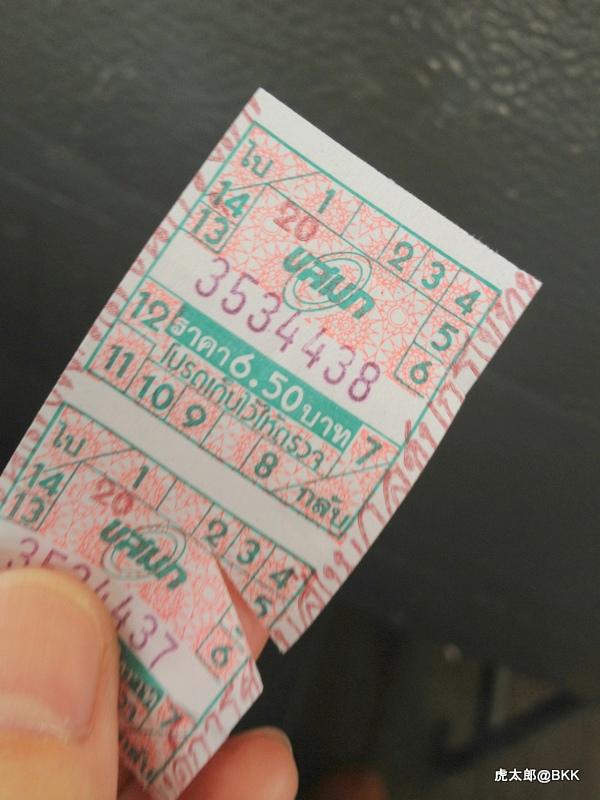 ไป 1 2 3 4
14 20
13 ขสมก 5
3534438 6
12 ราคา 6.50 บาท 7
11 โปรดเก็บไว้ให้ตรวจ
10 9 8 กลับ
ไป 1 2 3 4
14 20
13 ขสมก 5
3534437 6
7
虎太郎@BKK